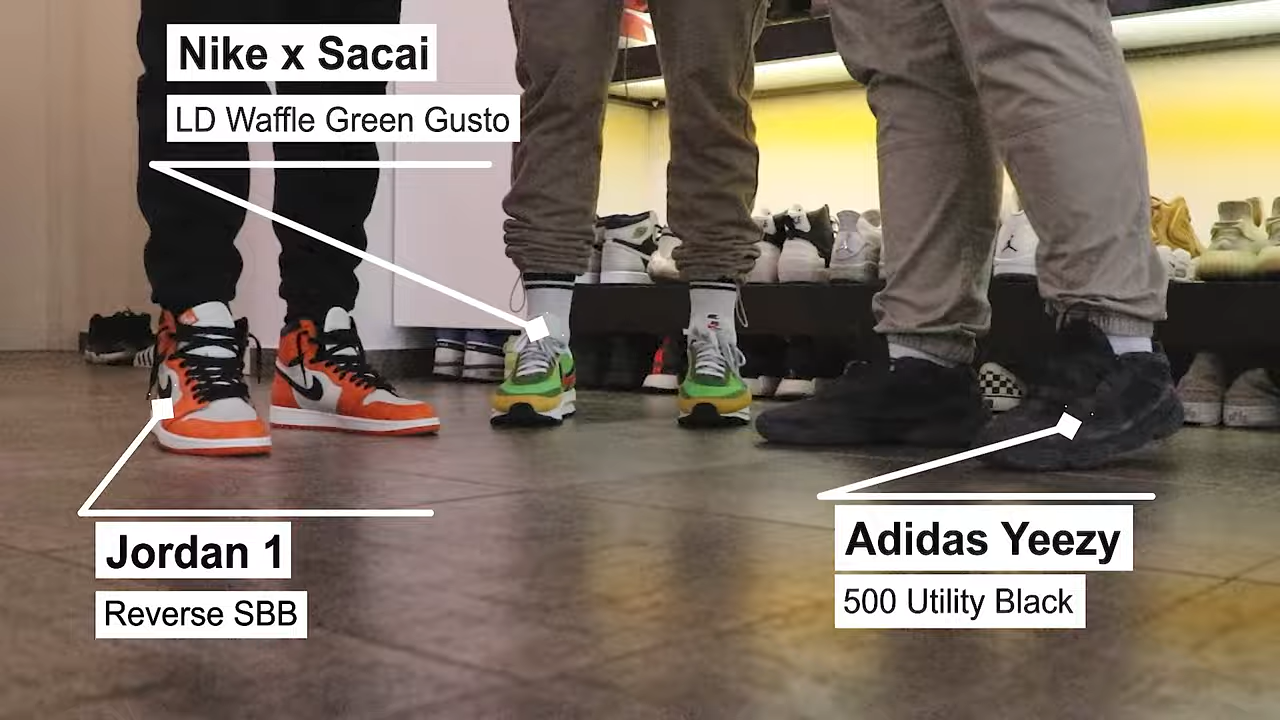 Nike x Sacai
LD Waffle Green Gusto
Jordan 1
Reverse SBB
Adidas Yeezy
500 Utility Black